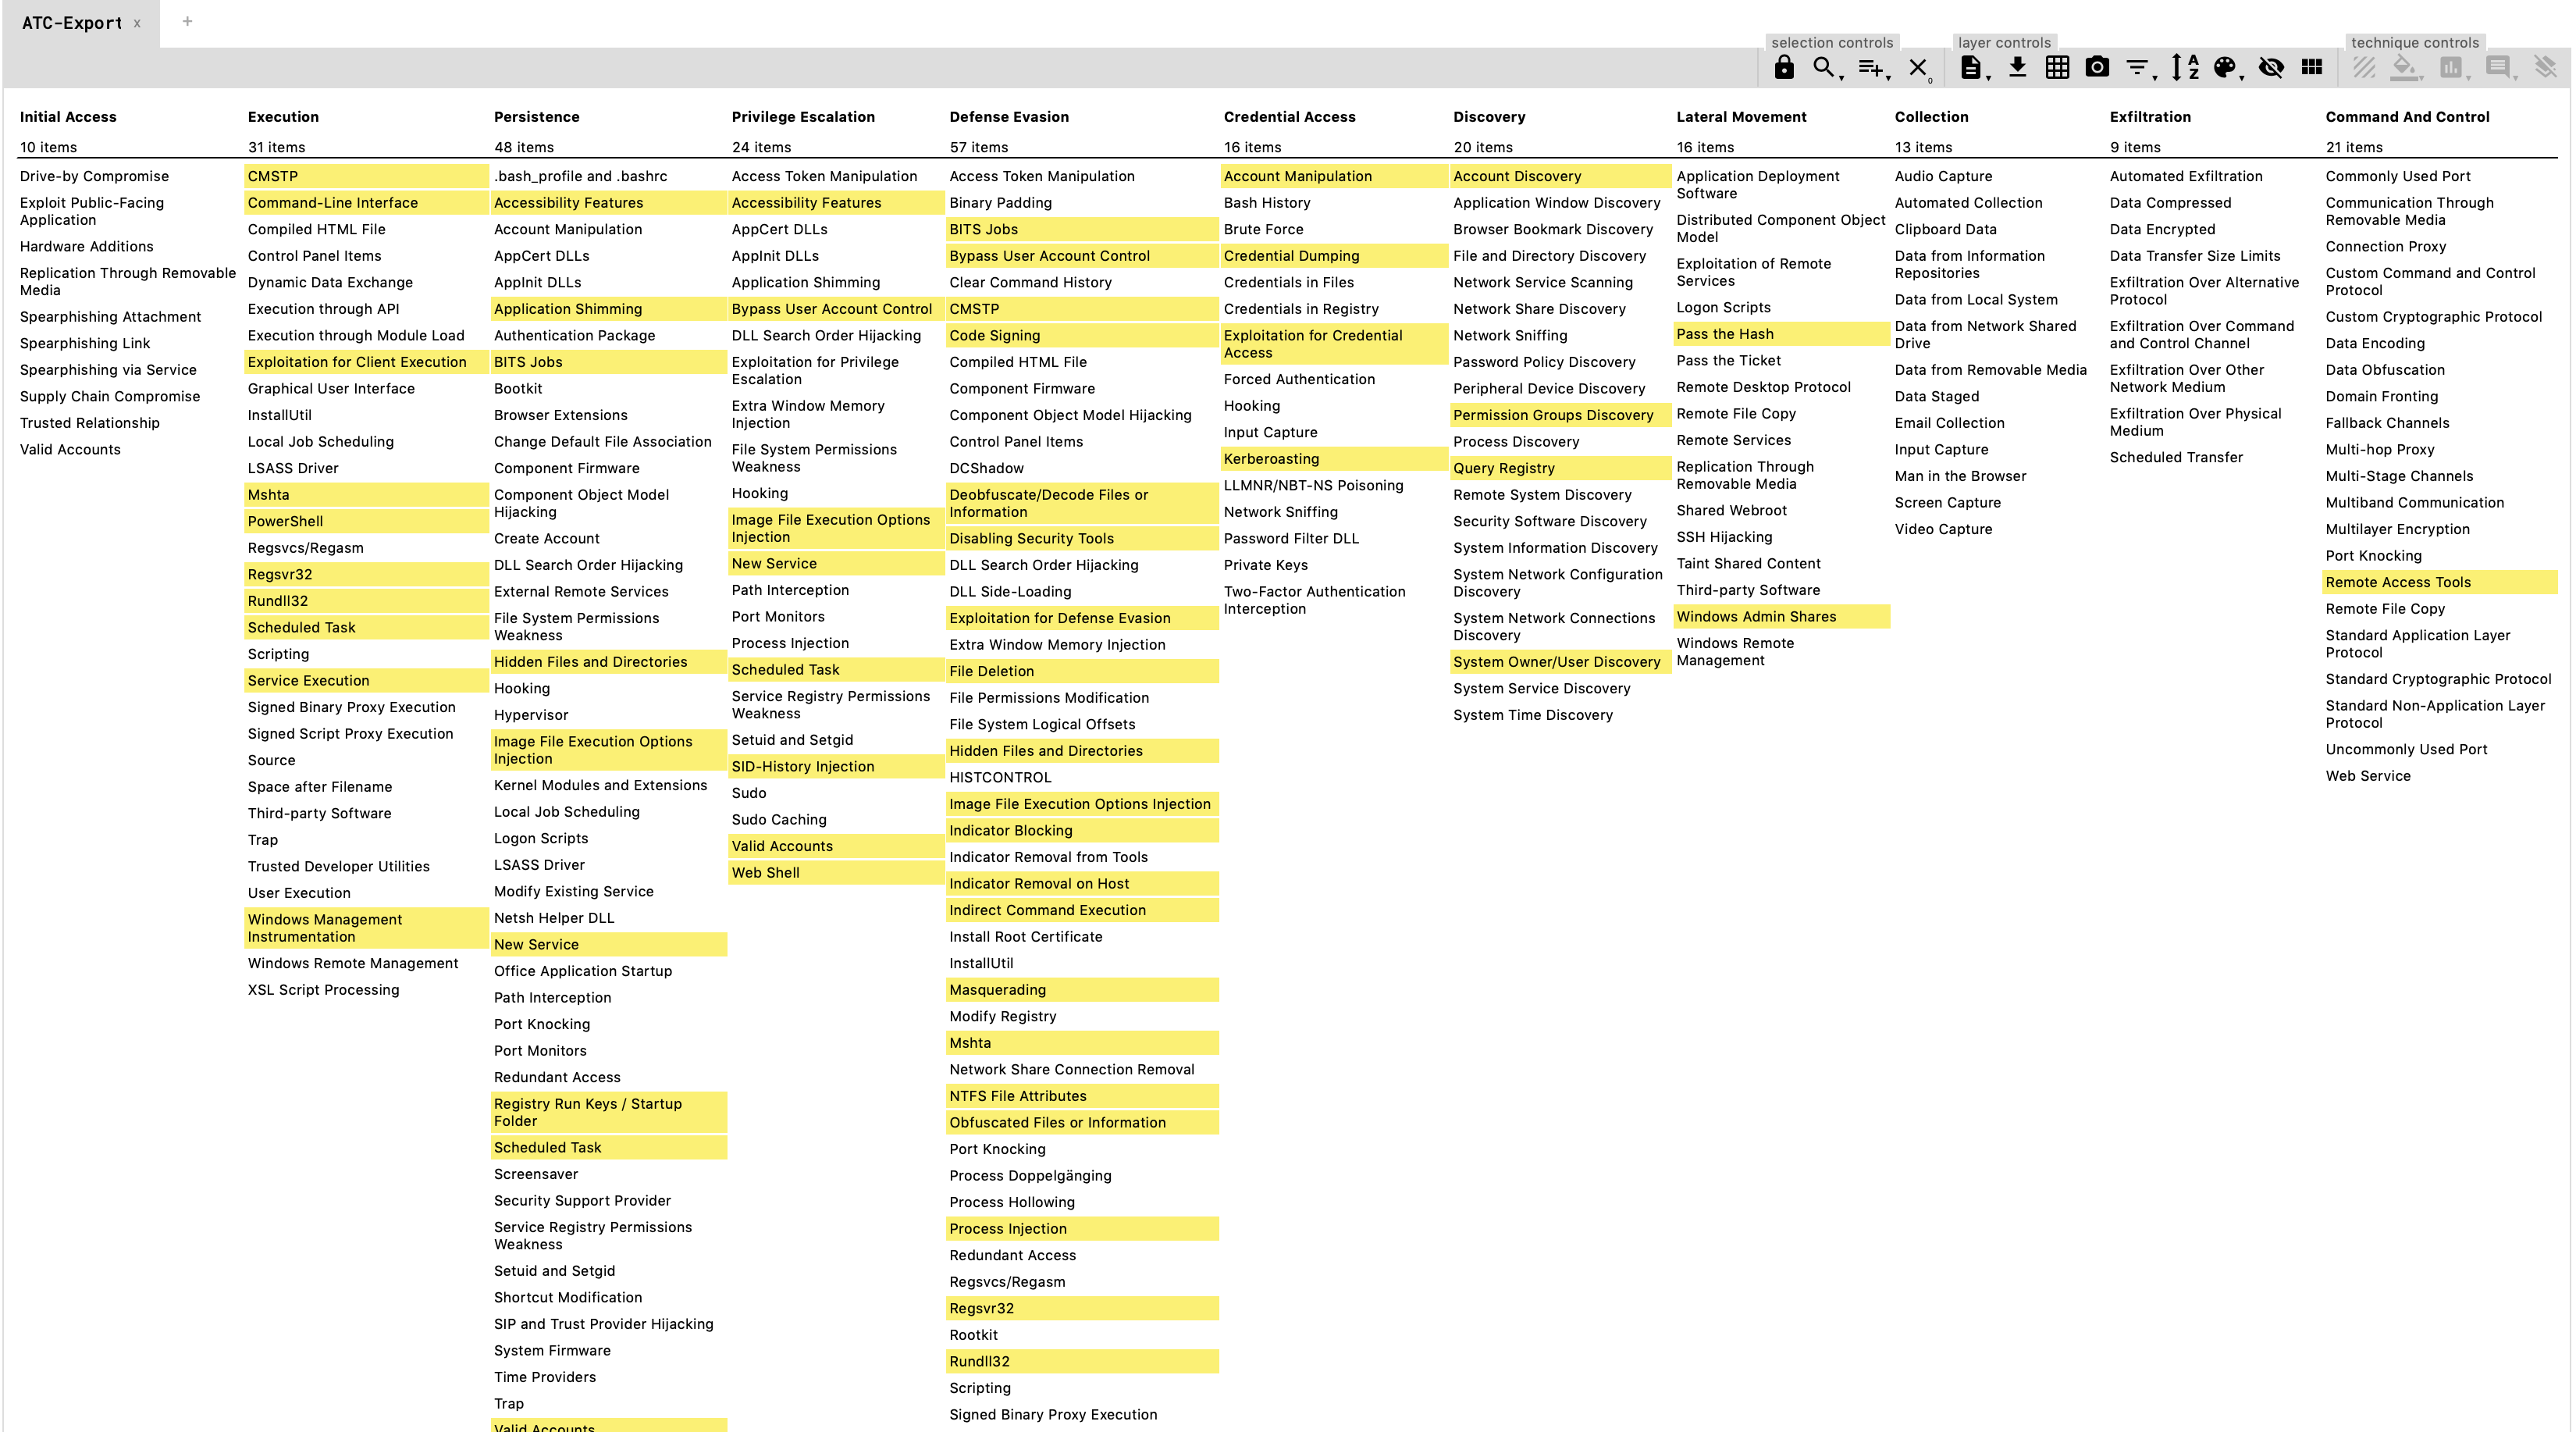 ATC-Export x +
selection controls
layer controls
technique controls
Initial Access
10 items
Drive-by Compromise
Exploit Public-Facing
Application
Hardware Additions
Replication Through Removable
Media
Spearphishing Attachment
Spearphishing Link
Spearphishing via Service
Supply Chain Compromise
Trusted Relationship
Valid Accounts
Execution
31 items
CMSTP
Command-Line Interface
Compiled HTML File
Control Panel Items
Dynamic Data Exchange
Execution through API
Execution through Module Load
Exploitation for Client Execution
Graphical User Interface
InstallUtil
Local Job Scheduling
LSASS Driver
Mshta
PowerShell
Regsvcs/Regasm
Regsvr32
Rundll32
Scheduled Task
Scripting
Service Execution
Signed Binary Proxy Execution
Signed Script Proxy Execution
Source
Space after Filename
Third-party Software
Trap
Trusted Developer Utilities
User Execution
Windows Management
Instrumentation
Windows Remote Management
XSL Script Processing
Persistence
48 items
.bash_profile and .bashrc
Accessibility Features
Account Manipulation
AppCert DLLs
AppInit DLLs
Application Shimming
Authentication Package
BITS Jobs
Bootkit
Browser Extensions
Change Default File Association
Component Firmware
Component Object Model
Hijacking
Create Account
DLL Search Order Hijacking
External Remote Services
File System Permissions
Weakness
Hidden Files and Directories
Hooking
Hypervisor
Image File Execution Options
Injection
Kernel Modules and Extensions
Local Job Scheduling
Logon Scripts
LSASS Driver
Modify Existing Service
Netsh Helper DLL
New Service
Office Application Startup
Path Interception
Port Knocking
Port Monitors
Redundant Access
Registry Run Keys / Startup
Folder
Scheduled Task
Screensaver
Security Support Provider
Service Registry Permissions
Weakness
Setuid and Setgid
Shortcut Modification
SIP and Trust Provider Hijacking
System Firmware
Time Providers
Trap
Valid Accounts
Privilege Escalation
24 items
Access Token Manipulation
Accessibility Features
AppCert DLLs
AppInit DLLs
Application Shimming
Bypass User Account Control
DLL Search Order Hijacking
Exploitation for Privilege
Escalation
Extra Window Memory
Injection
File System Permissions
Weakness
Hooking
Image File Execution Options
Injection
New Service
Path Interception
Port Monitors
Process Injection
Scheduled Task
Service Registry Permissions
Weakness
Setuid and Setgid
SID-History Injection
Sudo
Sudo Caching
Valid Accounts
Web Shell
Defense Evasion
57 items
Access Token Manipulation
Binary Padding
BITS Jobs
Bypass User Account Control
Clear Command History
CMSTP
Code Signing
Compiled HTML File
Component Firmware
Component Object Model Hijacking
Control Panel Items
DCShadow
Deobfuscate/Decode Files or
Information
Disabling Security Tools
DLL Search Order Hijacking
DLL Side-Loading
Exploitation for Defense Evasion
Extra Window Memory Injection
File Deletion
File Permissions Modification
File System Logical Offsets
Hidden Files and Directories
HISTCONTROL
Image File Execution Options Injection
Indicator Blocking
Indicator Removal from Tools
Indicator Removal on Host
Indirect Command Execution
Install Root Certificate
InstallUtil
Masquerading
Modify Registry
Mshta
Network Share Connection Removal
NTFS File Attributes
Obfuscated Files or Information
Port Knocking
Process Doppelgänging
Process Hollowing
Process Injection
Redundant Access
Regsvcs/Regasm
Regsvr32
Rootkit
Rundll32
Scripting
Signed Binary Proxy Execution
Credential Access
16 items
Account Manipulation
Bash History
Brute Force
Credential Dumping
Credentials in Files
Credentials in Registry
Exploitation for Credential
Access
Forced Authentication
Hooking
Input Capture
Kerberoasting
LLMNR/NBT-NS Poisoning
Network Sniffing
Password Filter DLL
Private Keys
Two-Factor Authentication
Interception
Discovery
20 items
Account Discovery
Application Window Discovery
Browser Bookmark Discovery
File and Directory Discovery
Network Service Scanning
Network Share Discovery
Network Sniffing
Password Policy Discovery
Peripheral Device Discovery
Permission Groups Discovery
Process Discovery
Query Registry
Remote System Discovery
Security Software Discovery
System Information Discovery
System Network Configuration
Discovery
System Network Connections
Discovery
System Owner/User Discovery
System Service Discovery
System Time Discovery
Lateral Movement
16 items
Application Deployment
Software
Distributed Component Object
Model
Exploitation of Remote
Services
Logon Scripts
Pass the Hash
Pass the Ticket
Remote Desktop Protocol
Remote File Copy
Remote Services
Replication Through
Removable Media
Shared Webroot
SSH Hijacking
Taint Shared Content
Third-party Software
Windows Admin Shares
Windows Remote
Management
Collection
13 items
Audio Capture
Automated Collection
Clipboard Data
Data from Information
Repositories
Data from Local System
Data from Network Shared
Drive
Data from Removable Media
Data Staged
Email Collection
Input Capture
Man in the Browser
Screen Capture
Video Capture
Exfiltration
9 items
Automated Exfiltration
Data Compressed
Data Encrypted
Data Transfer Size Limits
Exfiltration Over Alternative
Protocol
Exfiltration Over Command
and Control Channel
Exfiltration Over Other
Network Medium
Exfiltration Over Physical
Medium
Scheduled Transfer
Command And Control
21 items
Commonly Used Port
Communication Through
Removable Media
Connection Proxy
Custom Command and Control
Protocol
Custom Cryptographic Protocol
Data Encoding
Data Obfuscation
Domain Fronting
Fallback Channels
Multi-hop Proxy
Multi-Stage Channels
Multiband Communication
Multilayer Encryption
Port Knocking
Remote Access Tools
Remote File Copy
Standard Application Layer
Protocol
Standard Cryptographic Protocol
Standard Non-Application Layer
Protocol
Uncommonly Used Port
Web Service